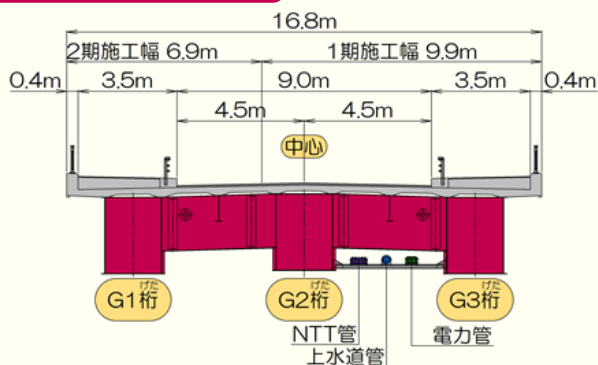 16.8m
2期施工幅 6.9m
1期施工幅 9.9m
0.4m
3.5m
9.0m
3.5m
0.4m
4.5m
4.5m
中心
げた
G1桁
げた
G2桁
げた
G3桁
NTT管
電力管
上水道管